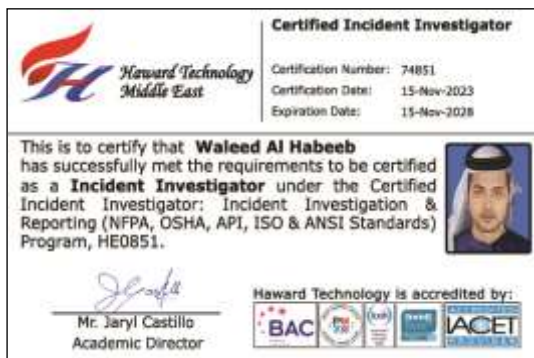 Haward Technology
Middle East
Certified Incident Investigator
Certification Number: 74851
Certification Date: 15-Nov-2023
Expiration Date: 15-Nov-2028
This is to certify that Waleed Al Habeeb
has successfully met the requirements to be certified
as a Incident Investigator under the Certified
Incident Investigator: Incident Investigation &
Reporting (NFPA, OSHA, API, ISO & ANSI Standards)
Program, HE0851.
Mr. Jaryl Castillo
Academic Director
Haward Technology is accredited by:
BAC
IACET